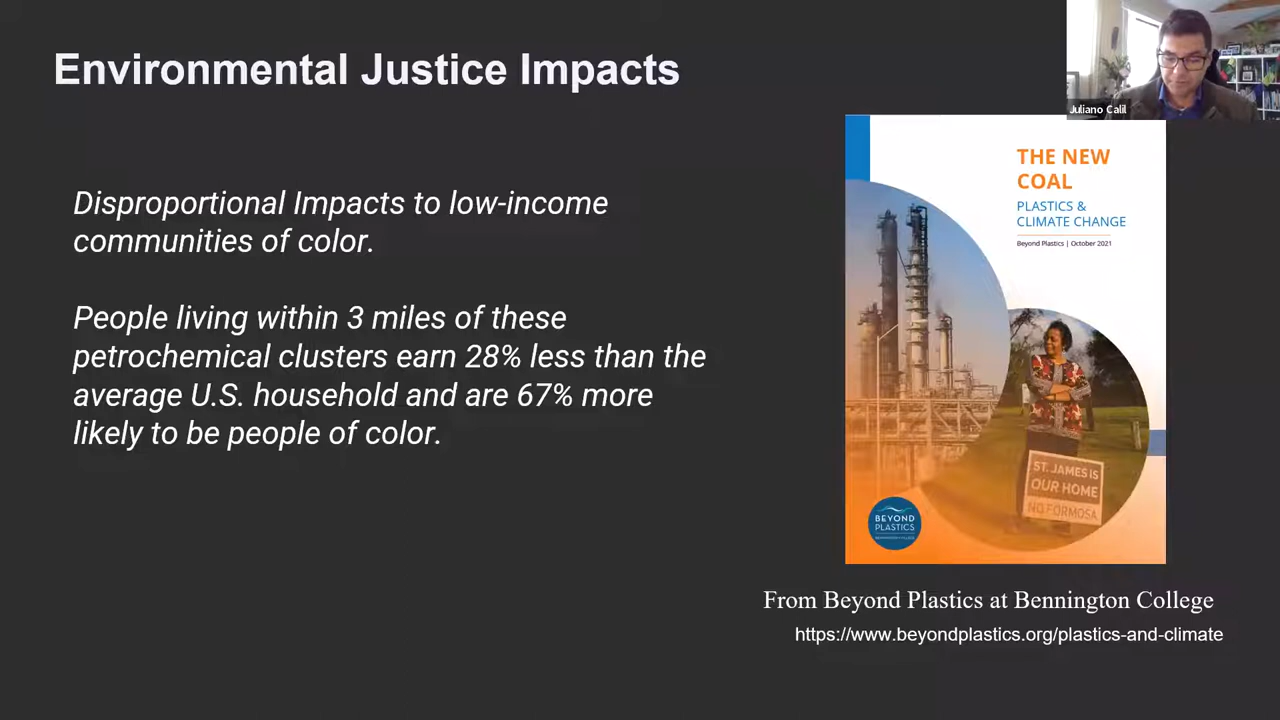 Environmental Justice Impacts
Juliano Calil
Disproportional Impacts to low-income
communities of color.
People living within 3 miles of these
petrochemical clusters earn 28% less than the
average U.S. household and are 67% more
likely to be people of color.
THE NEW
COAL
PLASTICS &
CLIMATE CHANGE
Beyond Plastics | October 2021
ST. JAMES IS
OUR HOME
NO FORMOSA
BEYOND
PLASTICS
From Beyond Plastics at Bennington College
https://www.beyondplastics.org/plastics-and-climate